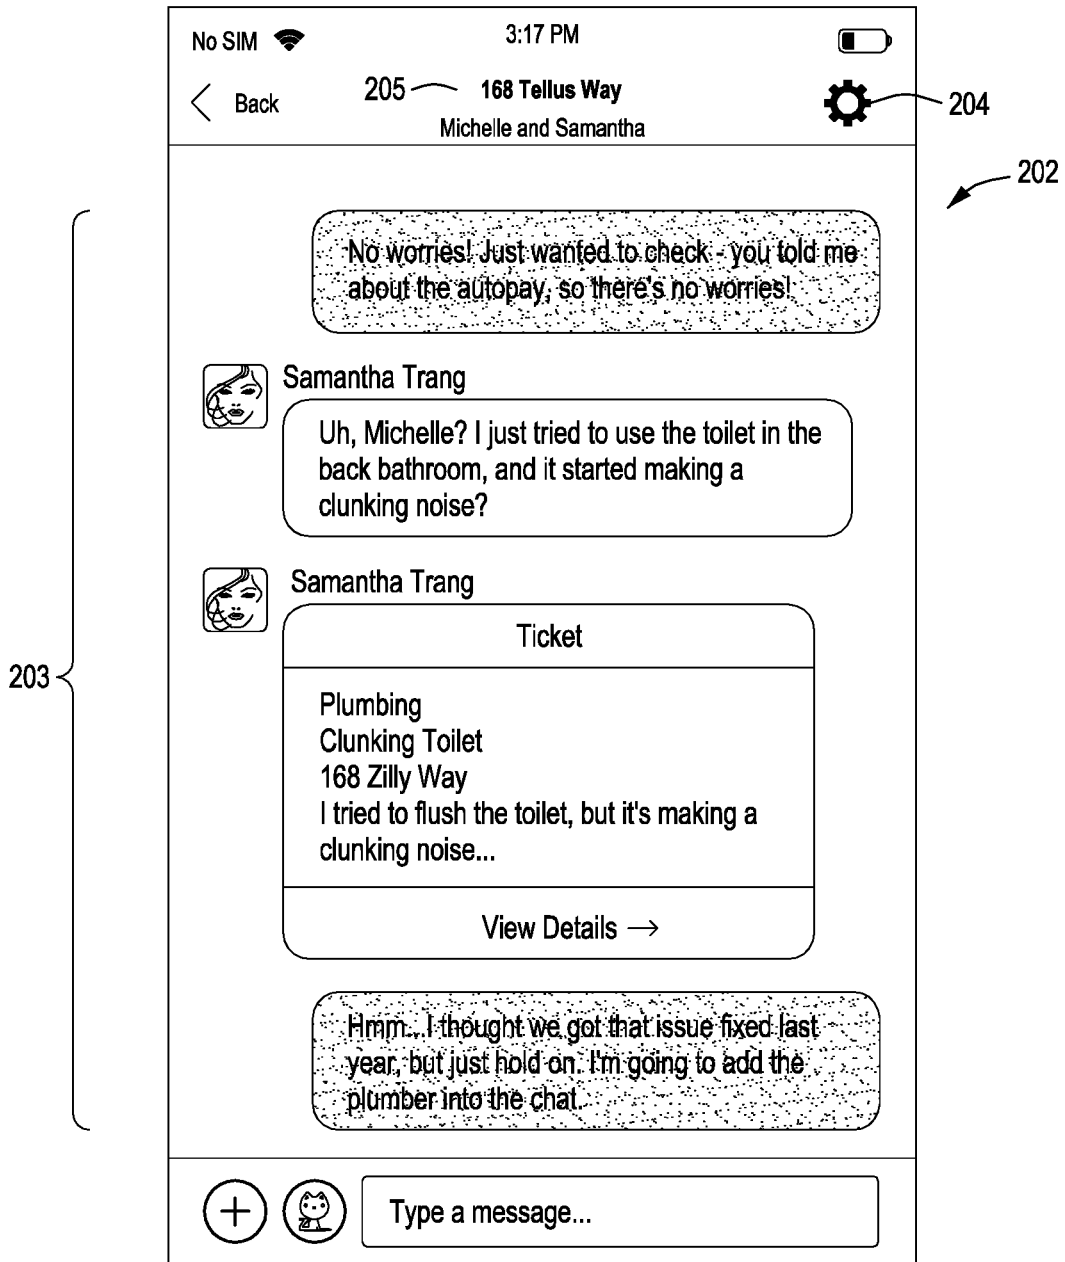 No SIM 3:17 PM
205 168 Tellus Way
Back
204
Michelle and Samantha
202
No worries! Just wanted to check - you told me
about the autopay, so there's no worries!
Samantha Trang
Uh, Michelle? I just tried to use the toilet in the
back bathroom, and it started making a
clunking noise?
Samantha Trang
Ticket
203
Plumbing
Clunking Toilet
168 Zilly Way
I tried to flush the toilet, but it's making a
clunking noise...
View Details →
Hmm...I thought we got that issue fixed last
year, but just hold on. I'm going to add the
plumber into the chat.
Type a message...